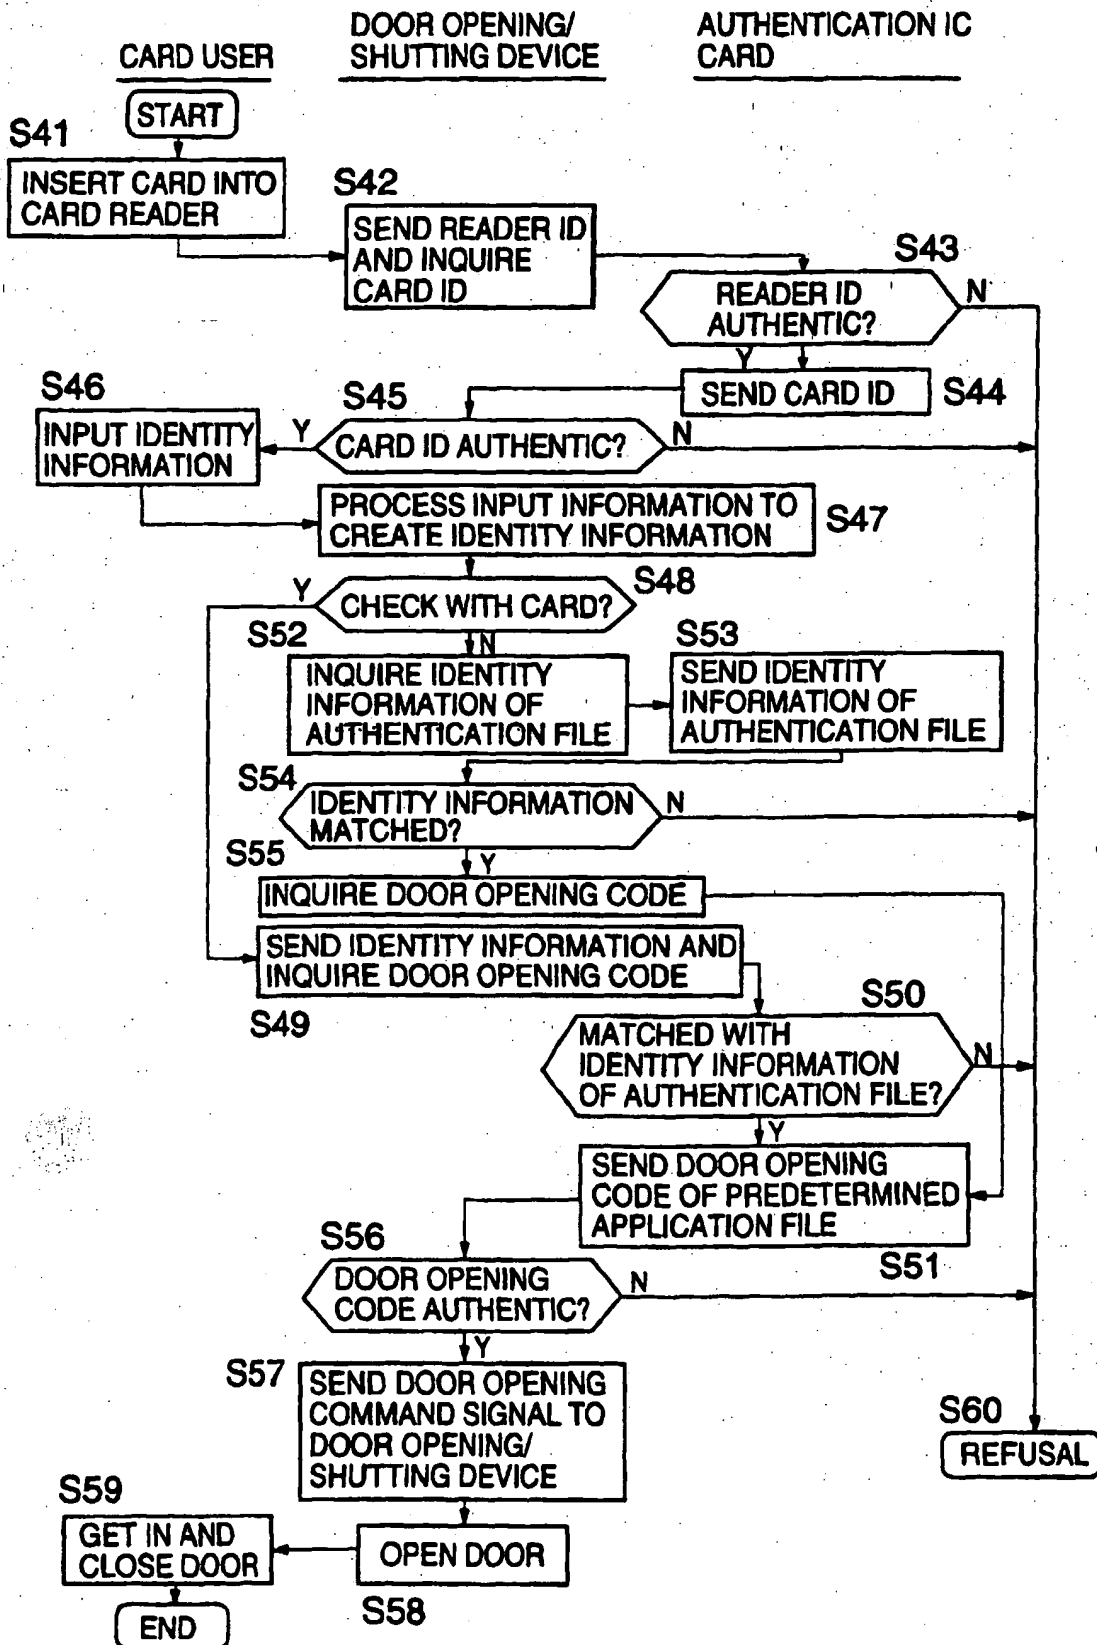 CARD USER
DOOR OPENING/
SHUTTING DEVICE
AUTHENTICATION IC
CARD
START
S41
INSERT CARD INTO
CARD READER
S42
SEND READER ID
AND INQUIRE
CARD ID
S43
READER ID
AUTHENTIC?
N
Y
SEND CARD ID
S44
S45
CARD ID AUTHENTIC?
Y
N
S46
INPUT IDENTITY
INFORMATION
PROCESS INPUT INFORMATION TO
CREATE IDENTITY INFORMATION
S47
S48
CHECK WITH CARD?
Y
N
S52
INQUIRE IDENTITY
INFORMATION OF
AUTHENTICATION FILE
S53
SEND IDENTITY
INFORMATION OF
AUTHENTICATION FILE
S54
IDENTITY INFORMATION
MATCHED?
N
Y
S55
INQUIRE DOOR OPENING CODE
SEND IDENTITY INFORMATION AND
INQUIRE DOOR OPENING CODE
S49
S50
MATCHED WITH
IDENTITY INFORMATION
OF AUTHENTICATION FILE?
N
Y
SEND DOOR OPENING
CODE OF PREDETERMINED
APPLICATION FILE
S51
S56
DOOR OPENING
CODE AUTHENTIC?
N
Y
S57
SEND DOOR OPENING
COMMAND SIGNAL TO
DOOR OPENING/
SHUTTING DEVICE
S60
REFUSAL
S59
GET IN AND
CLOSE DOOR
OPEN DOOR
S58
END